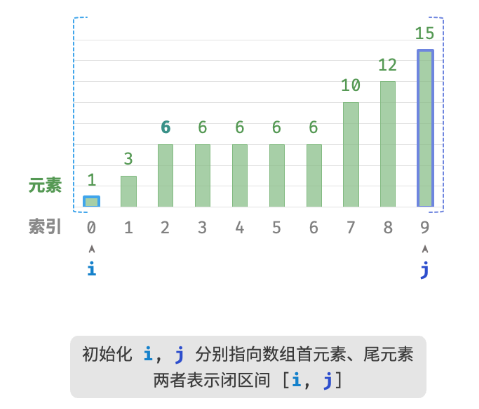 15
12
10
6 6 6 6 6
3
元素 1
索引 0 1 2 3 4 5 6 7 8 9
i j
初始化 i, j 分别指向数组首元素、尾元素
两者表示闭区间 [i, j]